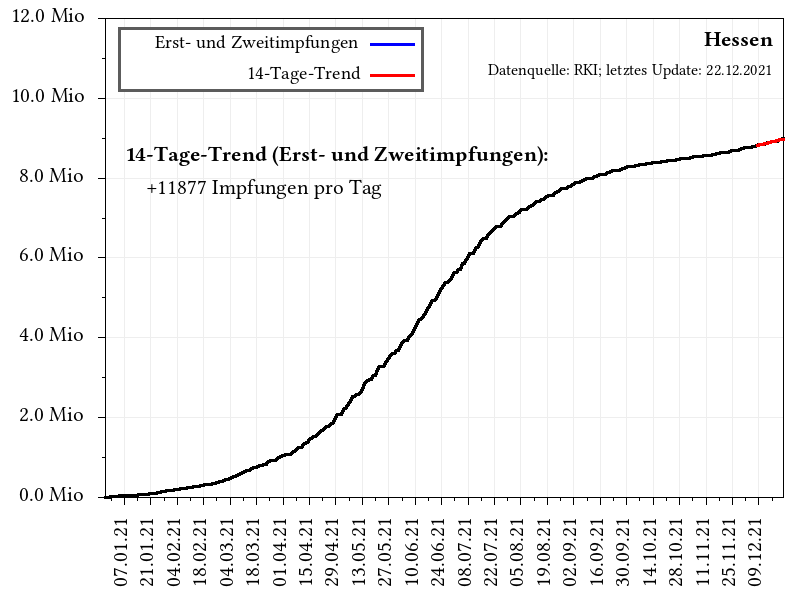 12.0 Mio
10.0 Mio
8.0 Mio
6.0 Mio
4.0 Mio
2.0 Mio
0.0 Mio
Erst- und Zweitimpfungen
14-Tage-Trend
Hessen
Datenquelle: RKI; letztes Update: 22.12.2021
14-Tage-Trend (Erst- und Zweitimpfungen):
+11877 Impfungen pro Tag
07.01.21
21.01.21
04.02.21
18.02.21
04.03.21
18.03.21
01.04.21
15.04.21
29.04.21
13.05.21
27.05.21
10.06.21
24.06.21
08.07.21
22.07.21
05.08.21
19.08.21
02.09.21
16.09.21
30.09.21
14.10.21
28.10.21
11.11.21
25.11.21
09.12.21